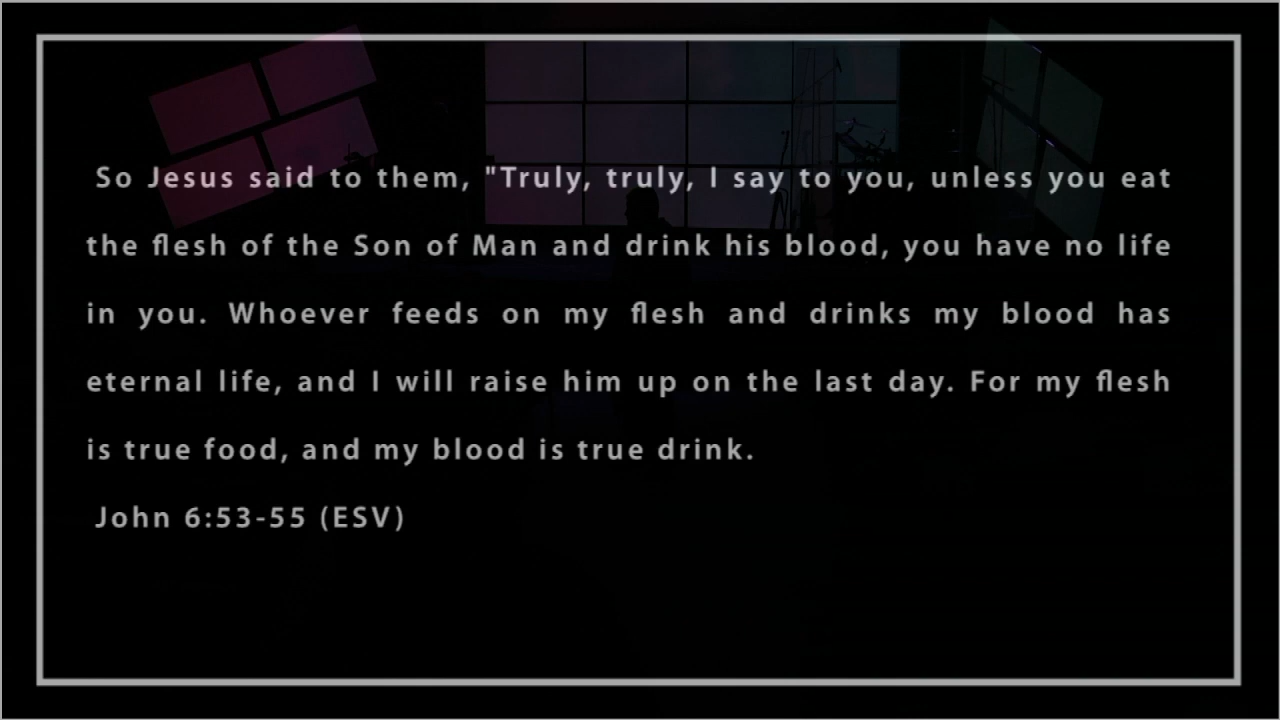 So Jesus said to them, "Truly, truly, I say to you, unless you eat
the flesh of the Son of Man and drink his blood, you have no life
in you. Whoever feeds on my flesh and drinks my blood has
eternal life, and I will raise him up on the last day. For my flesh
is true food, and my blood is true drink.
John 6:53-55 (ESV)